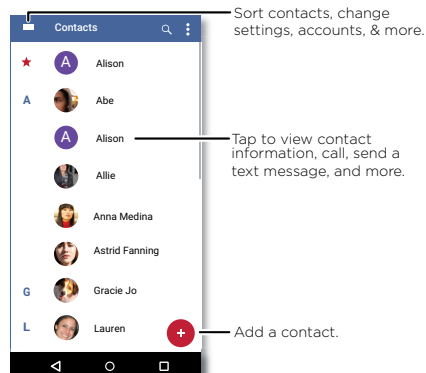 Contacts
Sort contacts, change
settings, accounts, & more.
★ A Alison
A Abe
A Alison
Tap to view contact
information, call, send a
text message, and more.
Allie
Anna Medina
Astrid Fanning
G Gracie Jo
L Lauren
+
Add a contact.